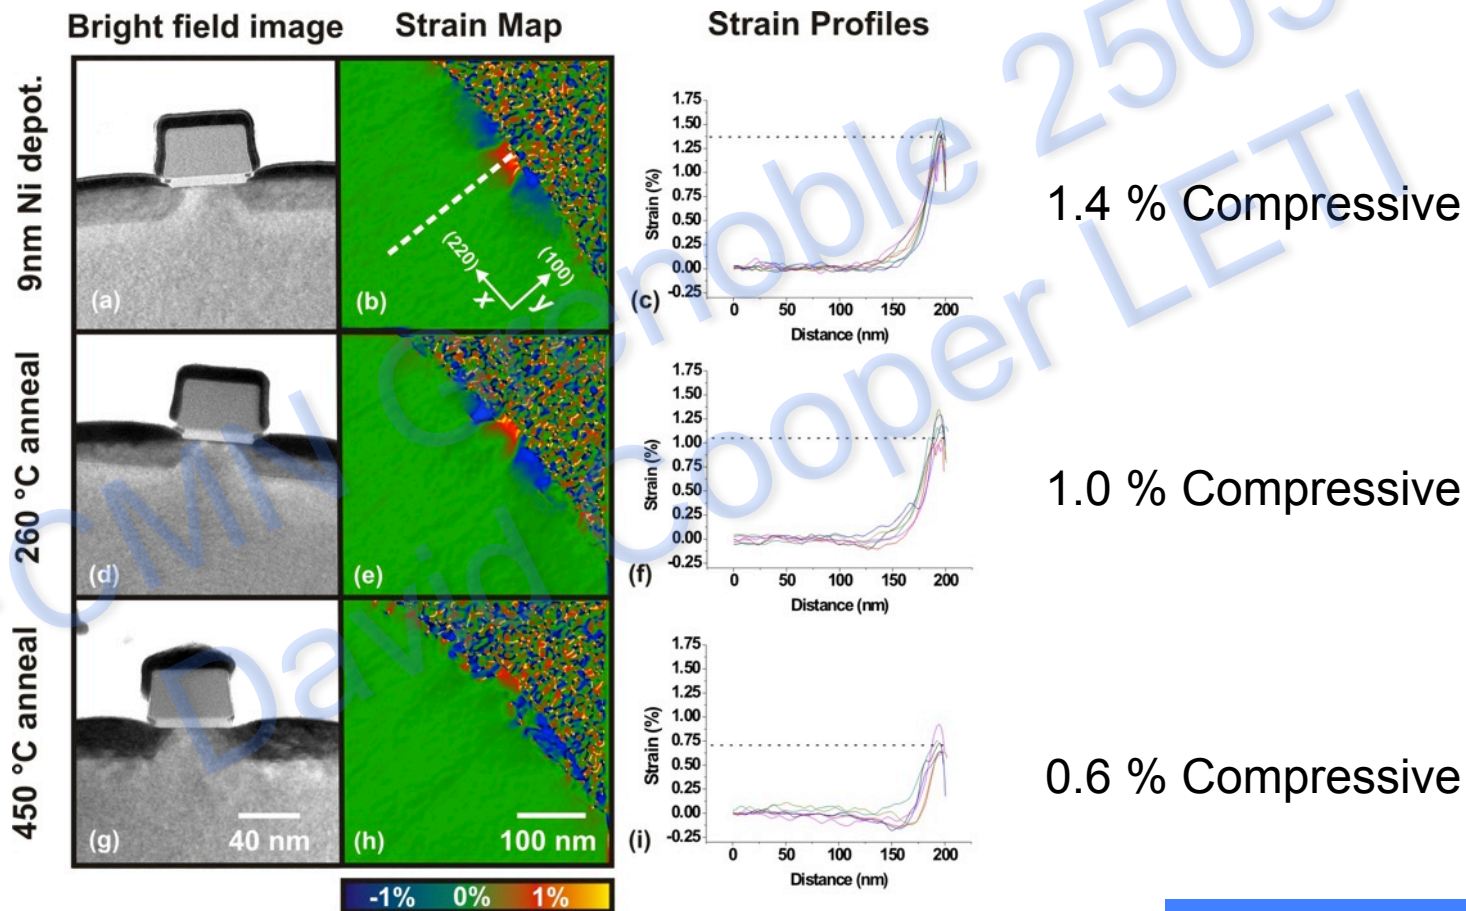 Bright field image
Strain Map
Strain Profiles
9nm Ni depot.
(a)
(b)
(220)
(100)
x
y
(c)
Strain (%)
1.75
1.50
1.25
1.00
0.75
0.50
0.25
0.00
-0.25
0 50 100 150 200
Distance (nm)
1.4 % Compressive
260 °C anneal
(d)
(e)
(f)
Strain (%)
1.75
1.50
1.25
1.00
0.75
0.50
0.25
0.00
-0.25
0 50 100 150 200
Distance (nm)
1.0 % Compressive
450 °C anneal
(g)
40 nm
(h)
100 nm
(i)
Strain (%)
1.75
1.50
1.25
1.00
0.75
0.50
0.25
0.00
-0.25
0 50 100 150 200
Distance (nm)
0.6 % Compressive
-1% 0% 1%
CMN Grenoble 250
David Cooper LETI